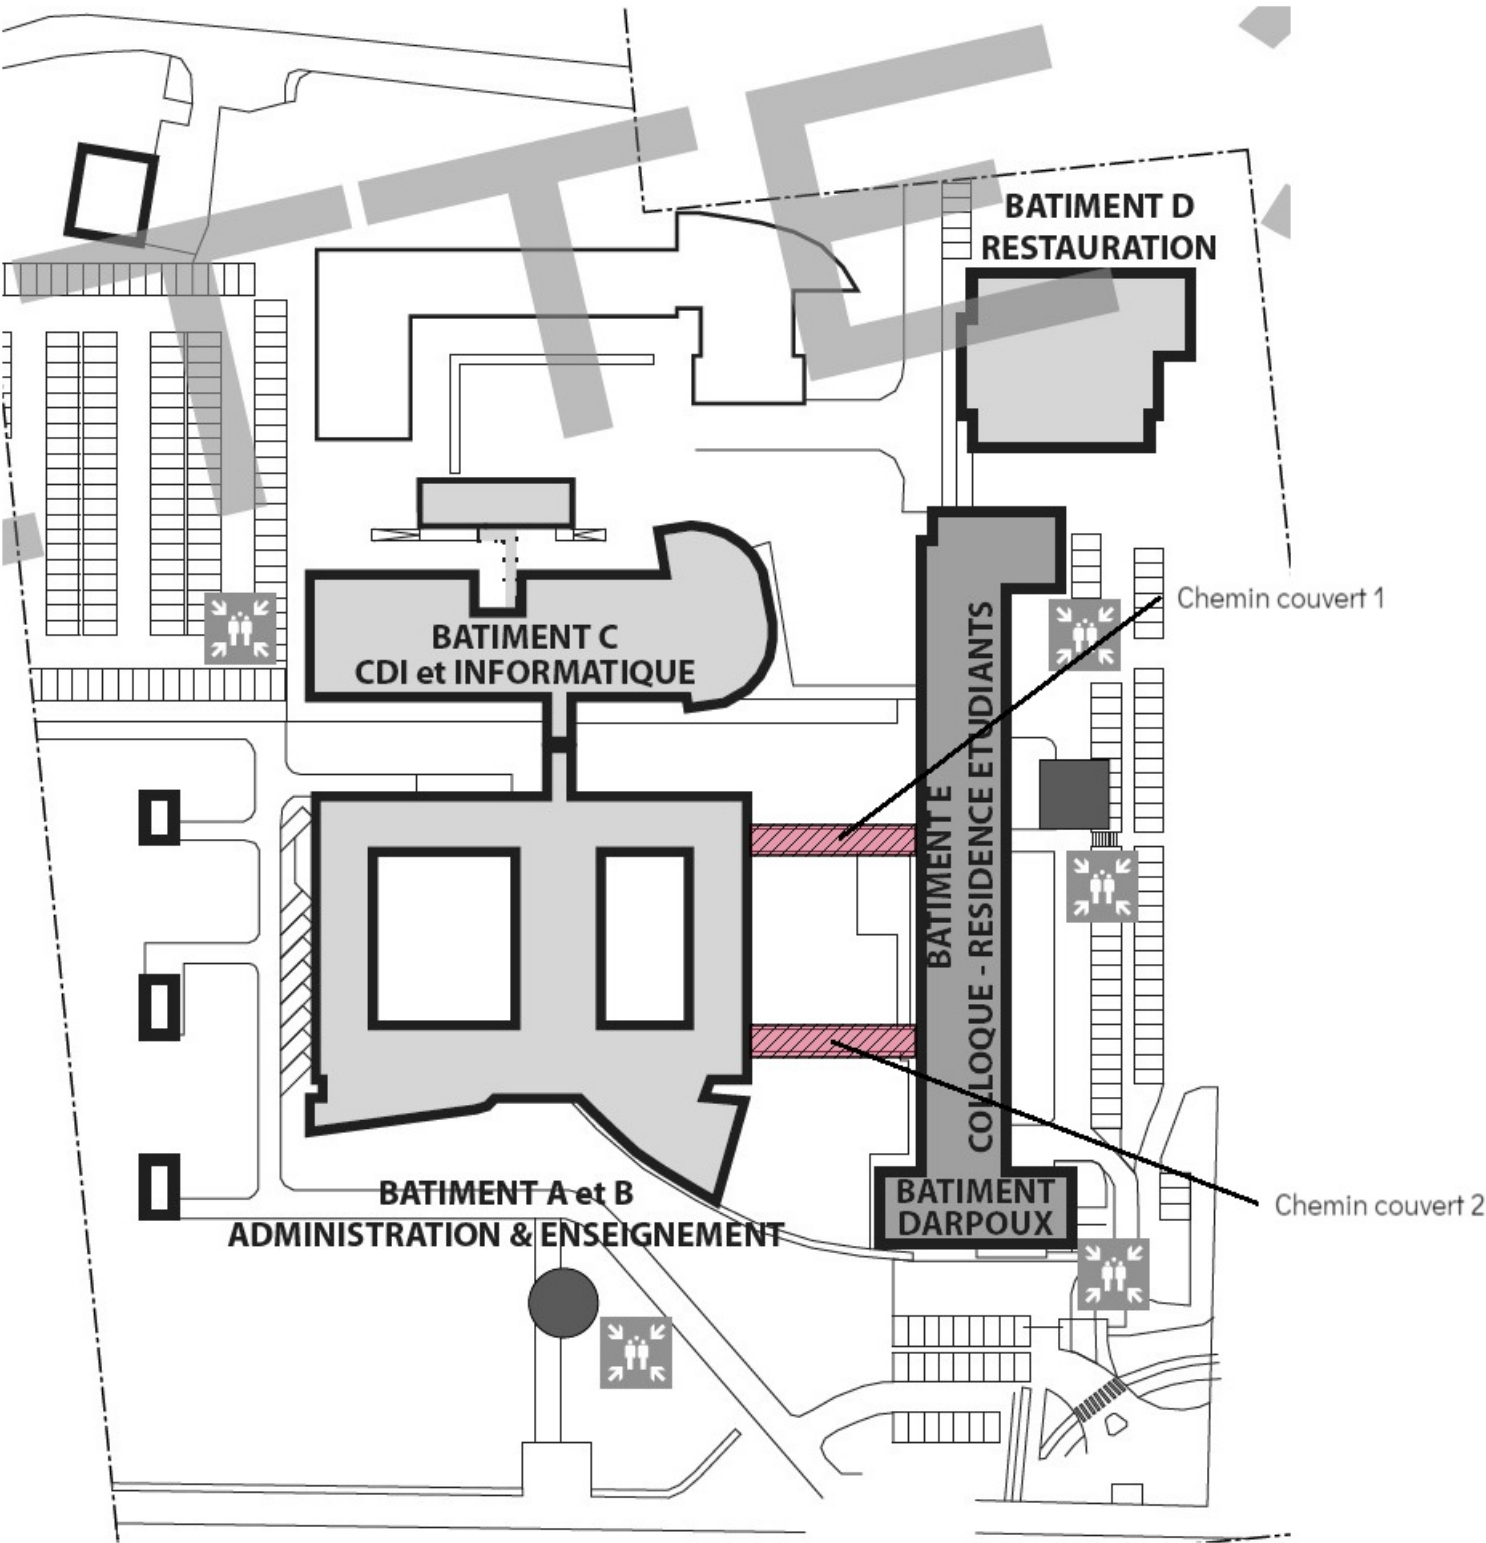 BATIMENT D
RESTAURATION
Chemin couvert 1
BATIMENT C
CDI et INFORMATIQUE
BATIMENT E
COLLOQUE - RESIDENCE ETUDIANTS
BATIMENT
DARPOUX
BATIMENT A et B
ADMINISTRATION & ENSEIGNEMENT
Chemin couvert 2